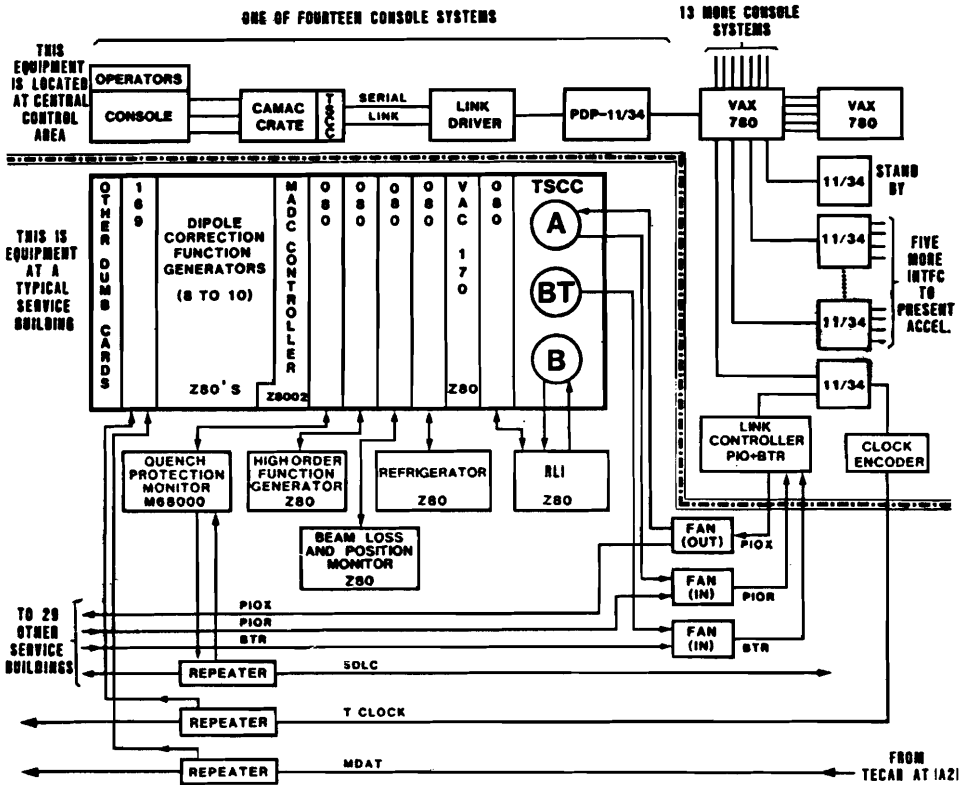 ONE OF FOURTEEN CONSOLE SYSTEMS
13 MORE CONSOLE
SYSTEMS
THIS
EQUIPMENT
IS LOCATED
AT CENTRAL
CONTROL
AREA
OPERATORS
CONSOLE
CAMAC
CRATE
TSCC
SERIAL
LINK
LINK
DRIVER
PDP-11/34
VAX
780
VAX
780
11/34
STAND
BY
11/34
11/34
FIVE
MORE
INTFC
TO
PRESENT
ACCEL.
11/34
THIS IS
EQUIPMENT
AT A
TYPICAL
SERVICE
BUILDING
OTHER DUMB CARDS
169
DIPOLE
CORRECTION
FUNCTION
GENERATORS
(8 TO 10)
Z80'S
MADC CONTROLLER
Z8002
080
080
080
080
VAC 170
Z80
080
TSCC
A
BT
B
LINK
CONTROLLER
PIO+BTR
CLOCK
ENCODER
QUENCH
PROTECTION
MONITOR
M68000
HIGH ORDER
FUNCTION
GENERATOR
Z80
REFRIGERATOR
Z80
RLI
Z80
BEAM LOSS
AND POSITION
MONITOR
Z80
FAN
(OUT)
PIOX
FAN
(IN)
PIOR
FAN
(IN)
BTR
TO 29
OTHER
SERVICE
BUILDINGS
PIOX
PIOR
BTR
REPEATER
SDLC
REPEATER
T CLOCK
REPEATER
MDAT
FROM
TECAR AT |A2|